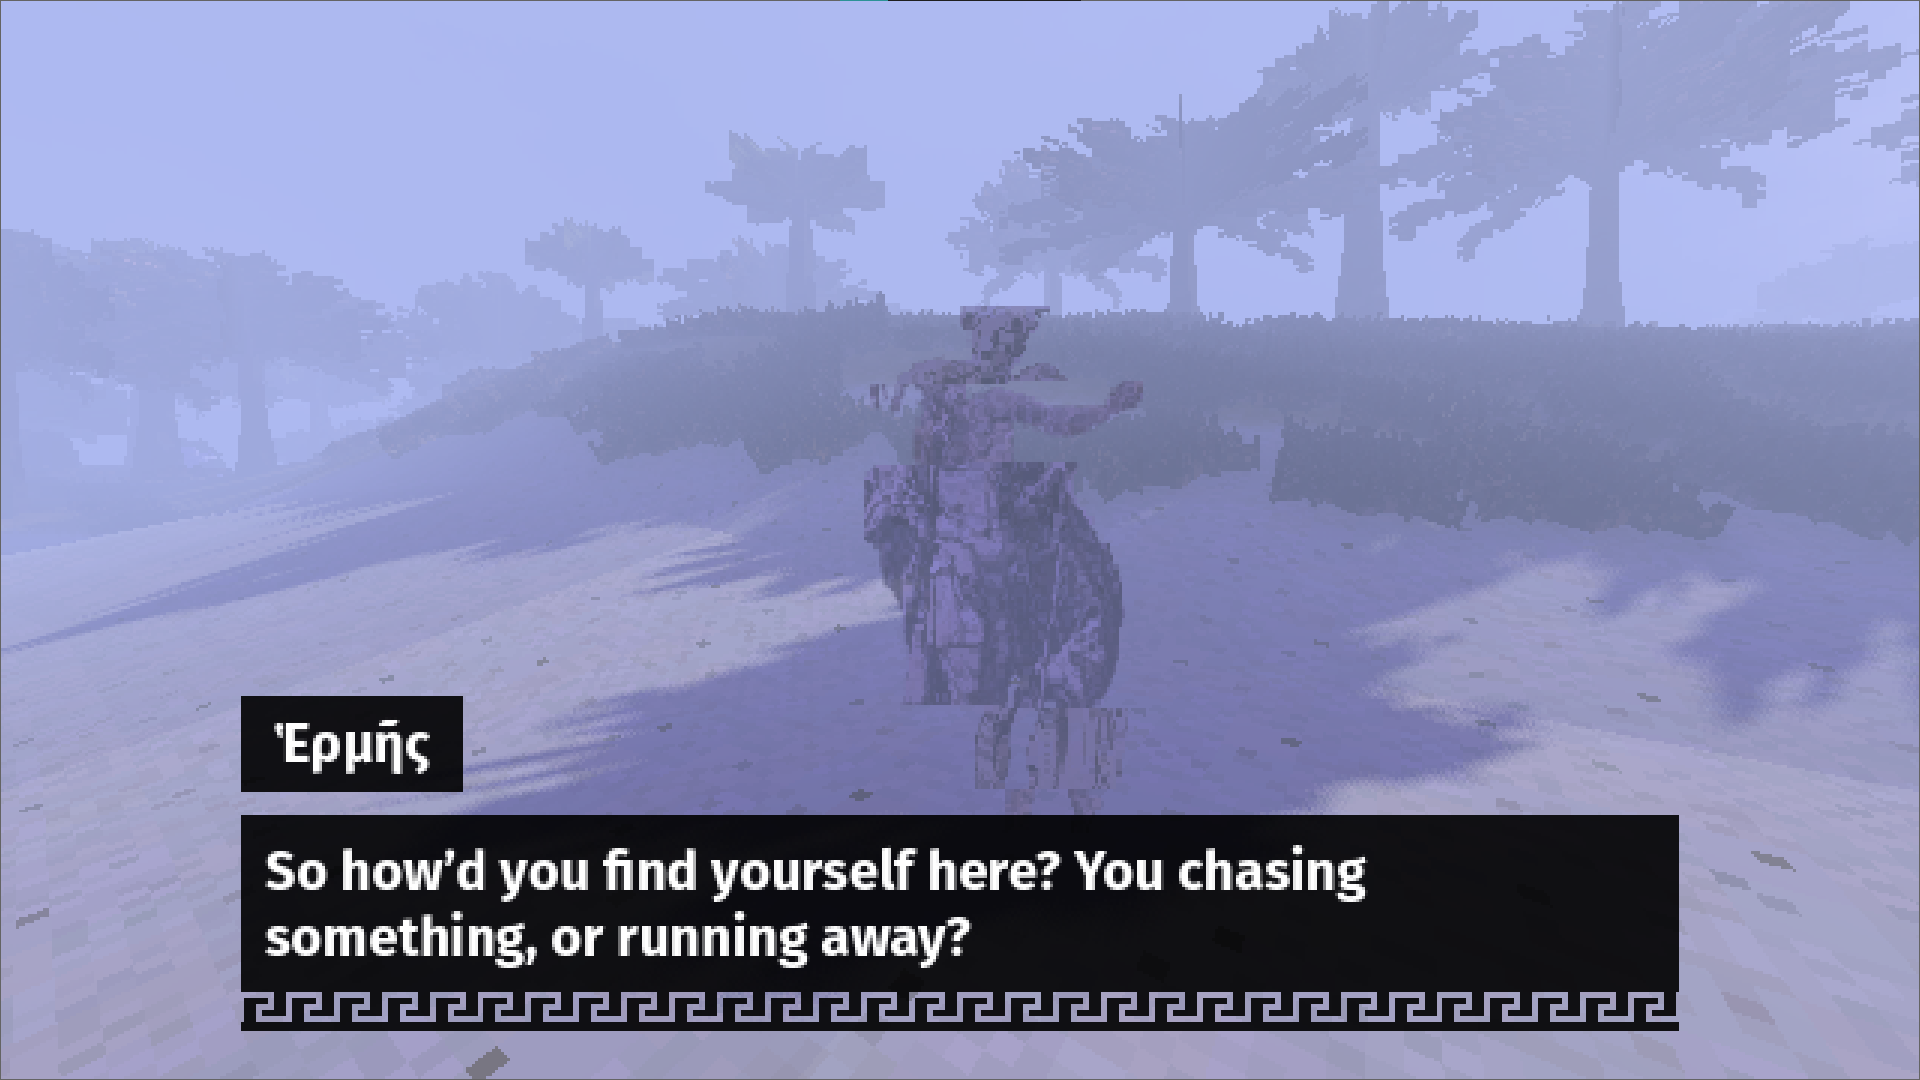 Ἑρμῆς
So how’d you find yourself here? You chasing
something, or running away?